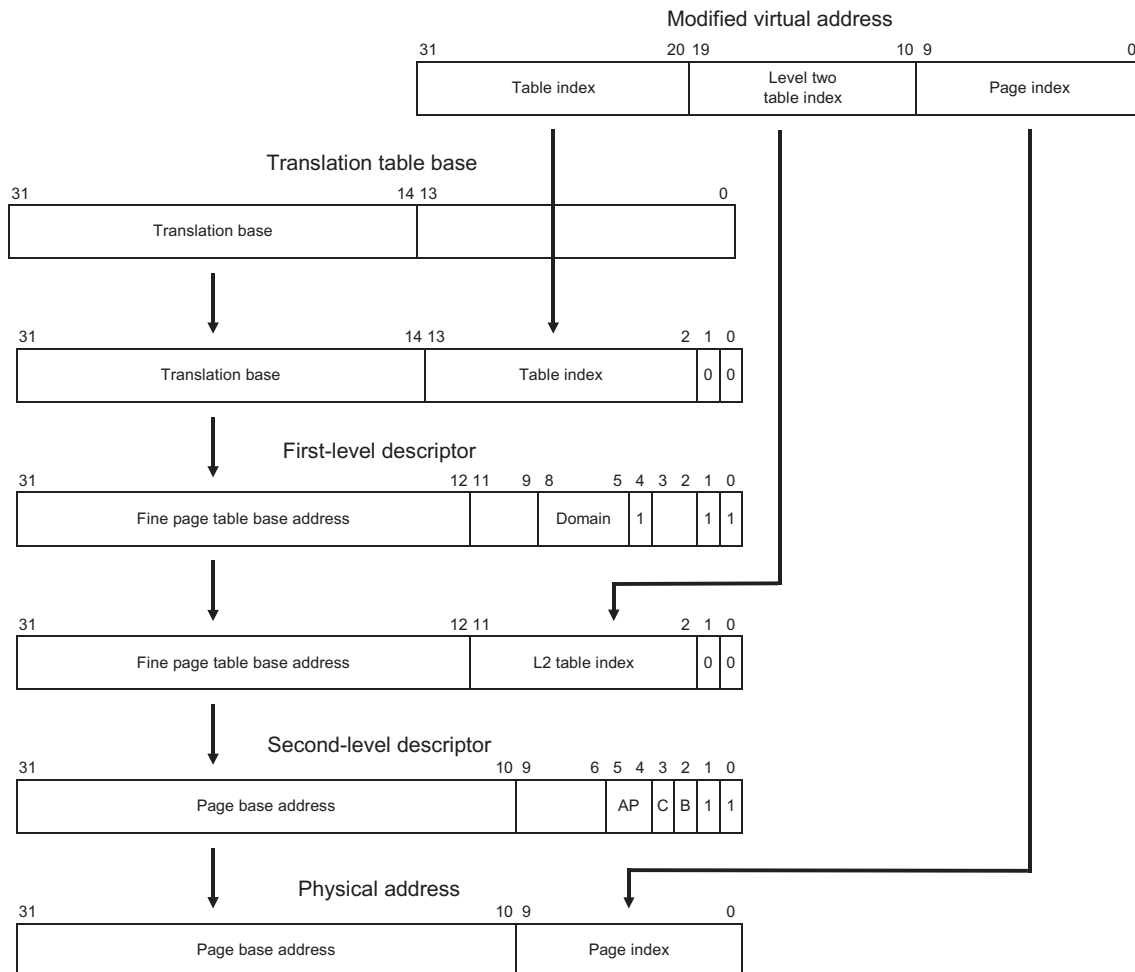 Modified virtual address
31 20 19 10 9 0
Table index Level two table index Page index
Translation table base
31 14 13 0
Translation base
31 14 13 2 1 0
Translation base Table index 0 0
First-level descriptor
31 12 11 9 8 5 4 3 2 1 0
Fine page table base address Domain 1 1 1
31 12 11 2 1 0
Fine page table base address L2 table index 0 0
Second-level descriptor
31 10 9 6 5 4 3 2 1 0
Page base address AP C B 1 1
Physical address
31 10 9 0
Page base address Page index